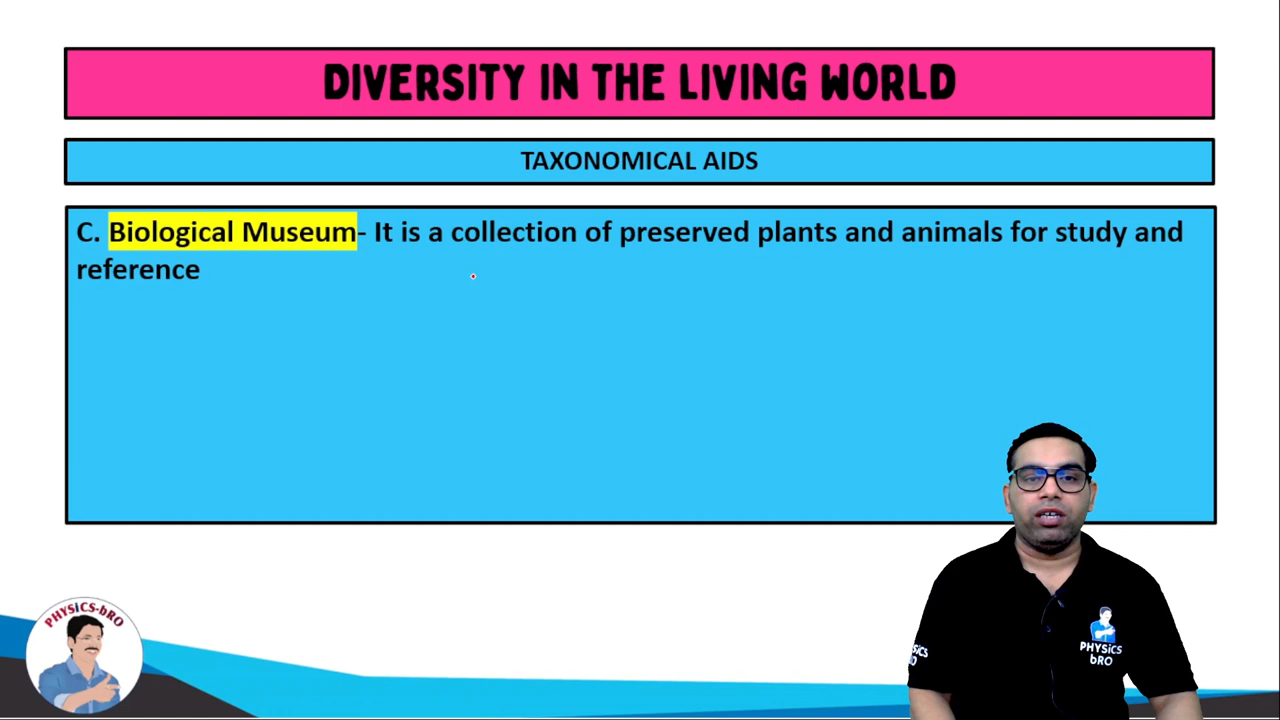 DIVERSITY IN THE LIVING WORLD
TAXONOMICAL AIDS
C. Biological Museum- It is a collection of preserved plants and animals for study and
reference
PHYSiCS-bRO
PHYSiCS
bRO